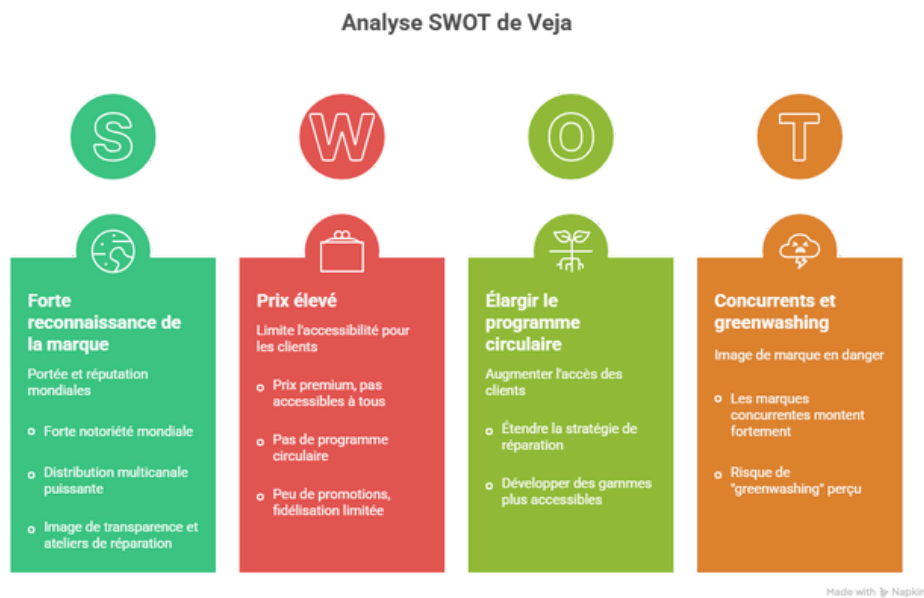 Analyse SWOT de Veja
S
W
O
T
Forte
reconnaissance de
la marque
Portée et réputation
mondiales
Forte notoriété mondiale
Distribution multicanale
puissante
Image de transparence et
ateliers de réparation
Prix élevé
Limite l'accessibilité pour
les clients
Prix premium, pas
accessibles à tous
Pas de programme
circulaire
Peu de promotions,
fidélisation limitée
Élargir le
programme
circulaire
Augmenter l'accès des
clients
Étendre la stratégie de
réparation
Développer des gammes
plus accessibles
Concurrents et
greenwashing
Image de marque en danger
Les marques
concurrentes montent
fortement
Risque de
"greenwashing" perçu
Made with Napkin